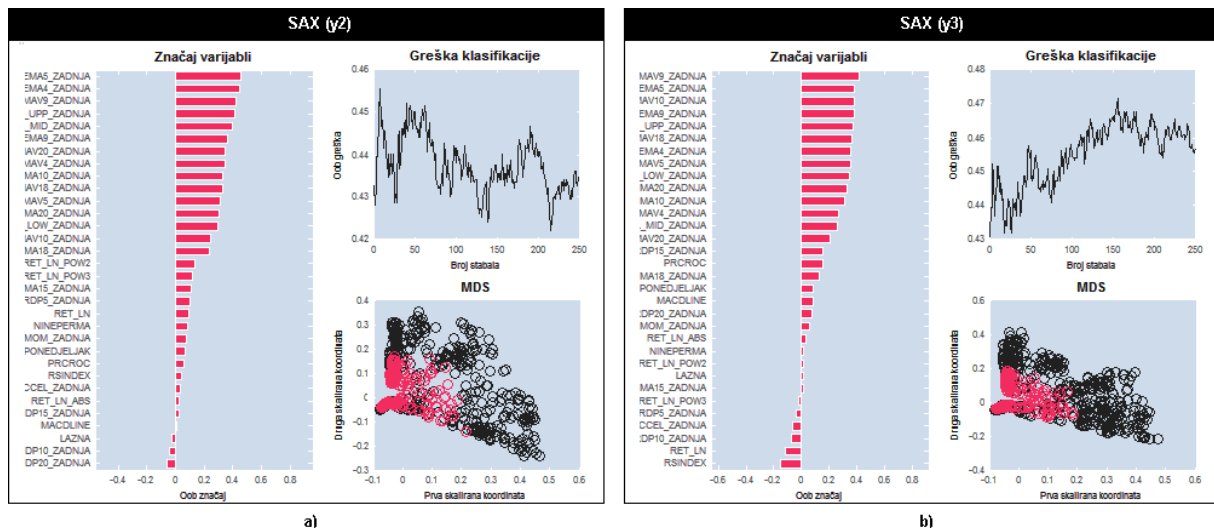 SAX (y2)
Značaj varijabli
EMA5_ZADNJA
EMA4_ZADNJA
MAV9_ZADNJA
_UPP_ZADNJA
_MID_ZADNJA
EMA9_ZADNJA
MAV20_ZADNJA
MAV4_ZADNJA
MA10_ZADNJA
MAV18_ZADNJA
MAV5_ZADNJA
MA20_ZADNJA
_LOW_ZADNJA
MAV10_ZADNJA
MA18_ZADNJA
RET_LN_POW2
RET_LN_POW3
MA15_ZADNJA
RDP5_ZADNJA
RET_LN
NINEPERMA
MOM_ZADNJA
PONEDJELJAK
PRCROC
RSINDEX
CCEL_ZADNJA
RET_LN_ABS
RDP15_ZADNJA
MACDLINE
LAZNA
DP10_ZADNJA
DP20_ZADNJA
-0.4 -0.2 0 0.2 0.4 0.6 0.8
Oob značaj
Greška klasifikacije
0.46
0.45
0.44
0.43
0.42
Oob greška
0 50 100 150 200 250
Broj stabala
MDS
0.4
0.3
0.2
0.1
0
-0.1
-0.2
-0.3
Druga skalirana koordinata
-0.1 0 0.1 0.2 0.3 0.4 0.5 0.6
Prva skalirana koordinata
a)
SAX (y3)
Značaj varijabli
MAV9_ZADNJA
EMA5_ZADNJA
MAV10_ZADNJA
EMA9_ZADNJA
_UPP_ZADNJA
MAV18_ZADNJA
EMA4_ZADNJA
MAV5_ZADNJA
_LOW_ZADNJA
MA20_ZADNJA
MA10_ZADNJA
MAV4_ZADNJA
_MID_ZADNJA
MAV20_ZADNJA
:DP15_ZADNJA
PRCROC
MA18_ZADNJA
PONEDJELJAK
MACDLINE
:DP20_ZADNJA
MOM_ZADNJA
RET_LN_ABS
NINEPERMA
RET_LN_POW2
LAZNA
MA15_ZADNJA
RET_LN_POW3
RDP5_ZADNJA
CCEL_ZADNJA
:DP10_ZADNJA
RET_LN
RSINDEX
-0.6 -0.4 -0.2 0 0.2 0.4 0.6 0.8
Oob značaj
Greška klasifikacije
0.48
0.47
0.46
0.45
0.44
0.43
Oob greška
0 50 100 150 200 250
Broj stabala
MDS
0.6
0.4
0.2
0
-0.2
-0.4
Druga skalirana koordinata
-0.1 0 0.1 0.2 0.3 0.4 0.5 0.6
Prva skalirana koordinata
b)